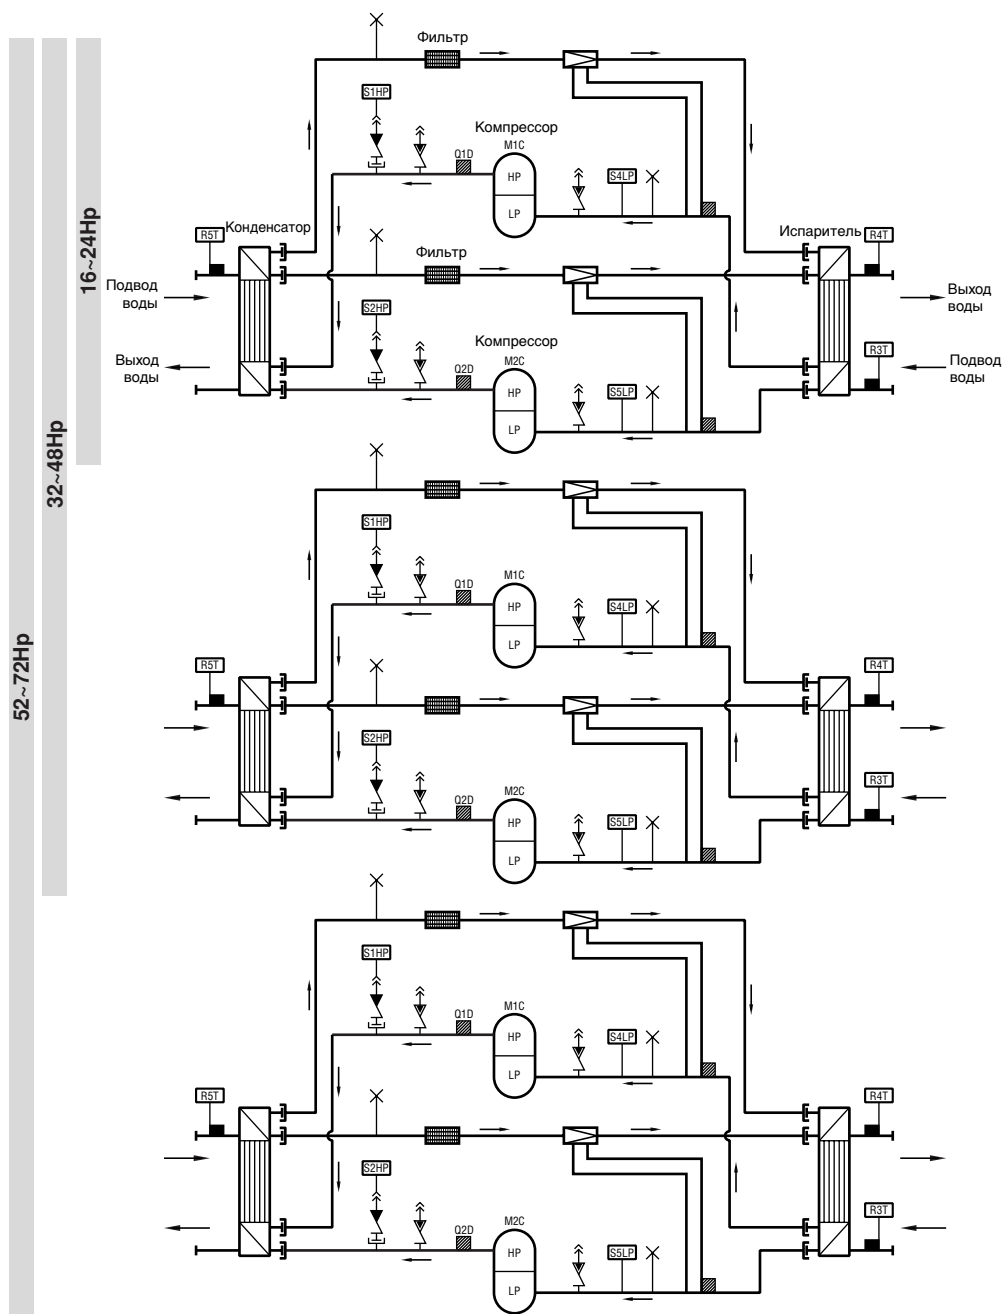 16~24Hp
32~48Hp
52~72Hp
Фильтр
S1HP
Компрессор
M1C
Q1D
HP
LP
S4LP
Конденсатор
R5T
Испаритель
R4T
Фильтр
Подвод
воды
Выход
воды
S2HP
Компрессор
M2C
Q2D
HP
LP
S5LP
Выход
воды
R3T
Подвод
воды
S1HP
M1C
Q1D
HP
LP
S4LP
R5T
R4T
S2HP
M2C
Q2D
HP
LP
S5LP
R3T
S1HP
M1C
Q1D
HP
LP
S4LP
R5T
R4T
S2HP
M2C
Q2D
HP
LP
S5LP
R3T